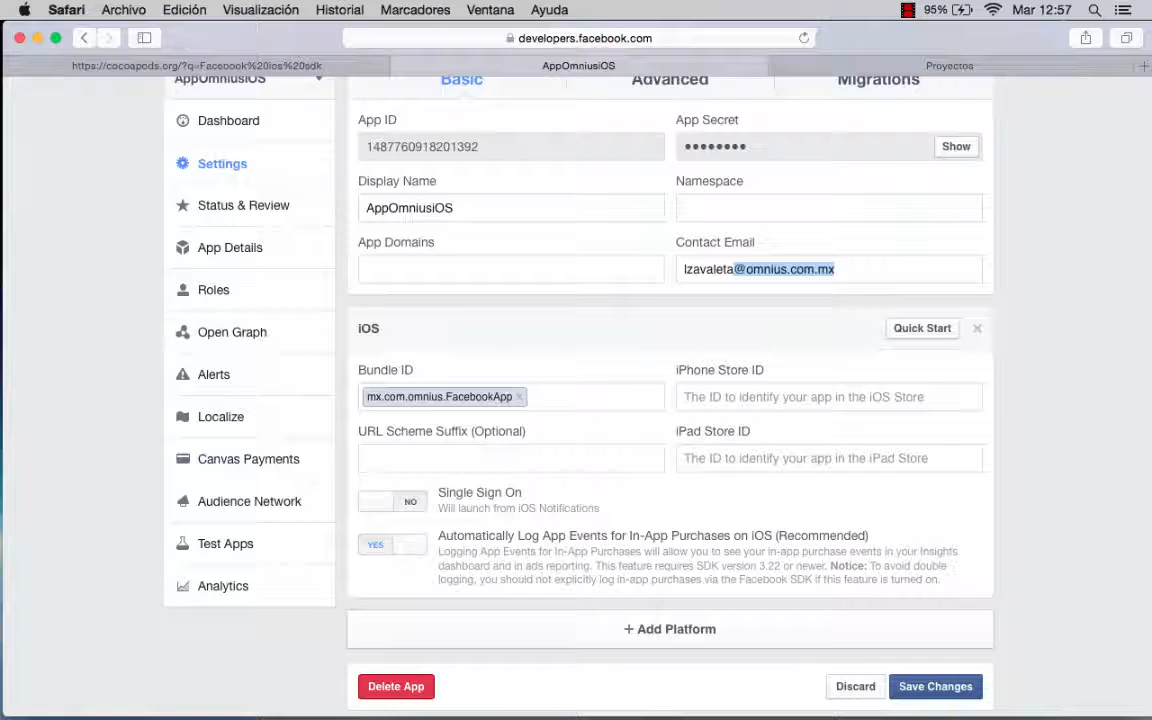 Safari Archivo Edición Visualización Historial Marcadores Ventana Ayuda 95% Mar 12:57
developers.facebook.com
https://cocoapods.org/?q=Facebook%20ios%20sdk AppOmniusiOS Proyectos +
AppOmniusiOS
Basic Advanced Migrations
Dashboard
Settings
Status & Review
App Details
Roles
Open Graph
Alerts
Localize
Canvas Payments
Audience Network
Test Apps
Analytics
App ID App Secret
1487760918201392 •••••••• Show
Display Name Namespace
AppOmniusiOS
App Domains Contact Email
lzavaleta@omnius.com.mx
iOS Quick Start ×
Bundle ID iPhone Store ID
mx.com.omnius.FacebookApp × The ID to identify your app in the iOS Store
URL Scheme Suffix (Optional) iPad Store ID
The ID to identify your app in the iPad Store
NO Single Sign On
Will launch from iOS Notifications
YES Automatically Log App Events for In-App Purchases on iOS (Recommended)
Logging App Events for In-App Purchases will allow you to see your in-app purchase events in your Insights
dashboard and in ads reporting. This feature requires SDK version 3.22 or newer. Notice: To avoid double
logging, you should not explicitly log in-app purchases via the Facebook SDK if this feature is turned on.
+ Add Platform
Delete App Discard Save Changes